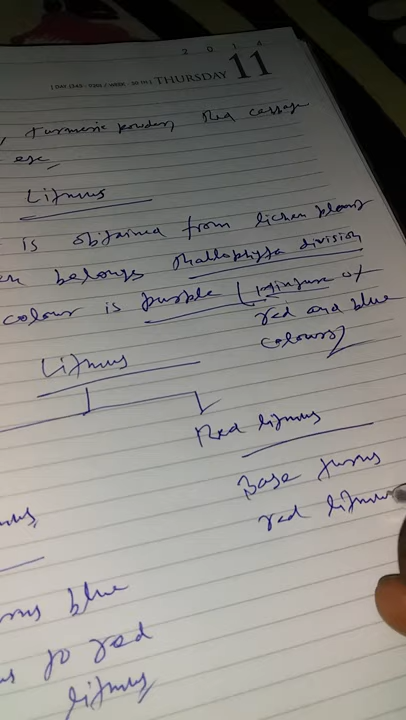 2014
THURSDAY 11
, turmeric powder, Red cabbage
etc
Litmus
is obtained from lichen plant
belongs thallophyta division
colour is purple (mixture of
red and blue
colours)
Litmus
Red litmus
Base turns
red litmus
blue
to red
litmus